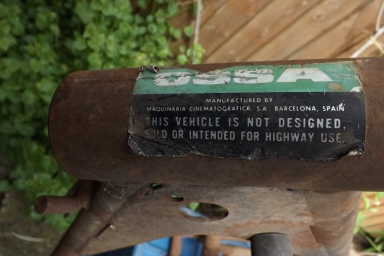 OSSA
MANUFACTURED BY
MAQUINARIA CINEMATOGRAFICA, S.A., BARCELONA, SPAIN
THIS VEHICLE IS NOT DESIGNED,
SOLD OR INTENDED FOR HIGHWAY USE.